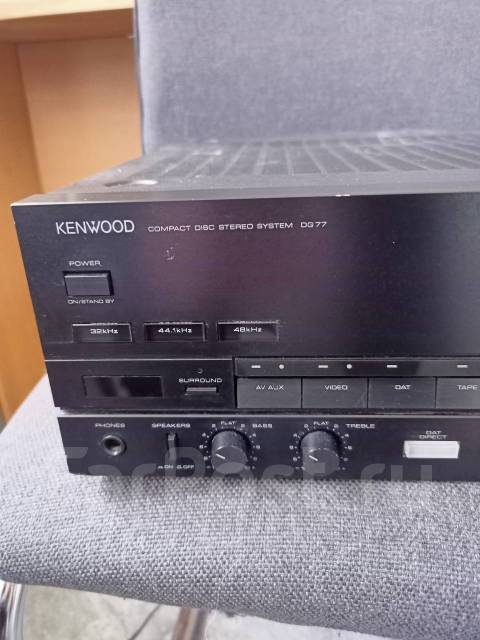 KENWOOD COMPACT DISC STEREO SYSTEM DG77
POWER
ON/STAND BY
32kHz 44.1kHz 48kHz
SURROUND
AV AUX VIDEO DAT TAPE
PHONES SPEAKERS FLAT BASS FLAT TREBLE
DAT
DIRECT
ON OFF
FarPost.ru